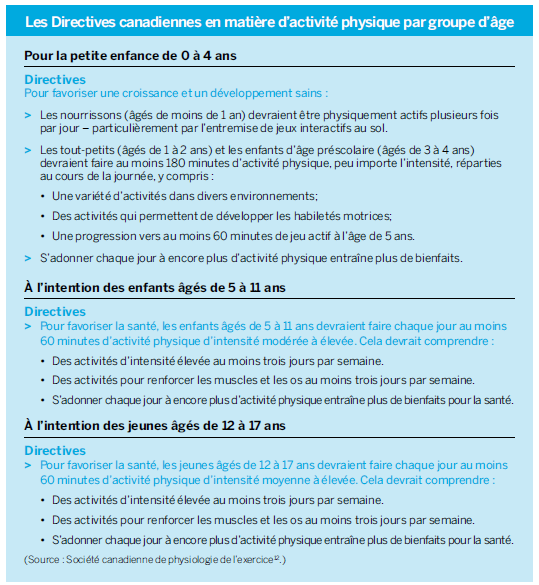 Les Directives canadiennes en matière d'activité physique par groupe d'âge
Pour la petite enfance de 0 à 4 ans
Directives
Pour favoriser une croissance et un développement sains :
> Les nourrissons (âgés de moins de 1 an) devraient être physiquement actifs plusieurs fois
par jour – particulièrement par l'entremise de jeux interactifs au sol.
> Les tout-petits (âgés de 1 à 2 ans) et les enfants d'âge préscolaire (âgés de 3 à 4 ans)
devraient faire au moins 180 minutes d'activité physique, peu importe l'intensité, réparties
au cours de la journée, y compris :
• Une variété d'activités dans divers environnements;
• Des activités qui permettent de développer les habiletés motrices;
• Une progression vers au moins 60 minutes de jeu actif à l'âge de 5 ans.
> S'adonner chaque jour à encore plus d'activité physique entraîne plus de bienfaits.
À l'intention des enfants âgés de 5 à 11 ans
Directives
> Pour favoriser la santé, les enfants âgés de 5 à 11 ans devraient faire chaque jour au moins
60 minutes d'activité physique d'intensité modérée à élevée. Cela devrait comprendre :
• Des activités d'intensité élevée au moins trois jours par semaine.
• Des activités pour renforcer les muscles et les os au moins trois jours par semaine.
• S'adonner chaque jour à encore plus d'activité physique entraîne plus de bienfaits pour la santé.
À l'intention des jeunes âgés de 12 à 17 ans
Directives
> Pour favoriser la santé, les jeunes âgés de 12 à 17 ans devraient faire chaque jour au moins
60 minutes d'activité physique d'intensité moyenne à élevée. Cela devrait comprendre :
• Des activités d'intensité élevée au moins trois jours par semaine.
• Des activités pour renforcer les muscles et les os au moins trois jours par semaine.
• S'adonner chaque jour à encore plus d'activité physique entraîne plus de bienfaits pour la santé.
(Source : Société canadienne de physiologie de l'exercice¹².)